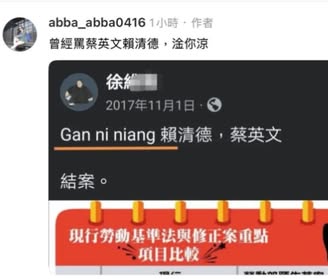 abba_abba0416 1小時·作者
曾經罵蔡英文賴清德，淦你涼
徐
2017年11月1日·
Gan ni niang 賴清德，蔡英文
結案。
現行勞動基準法與修正案重點
項目比較